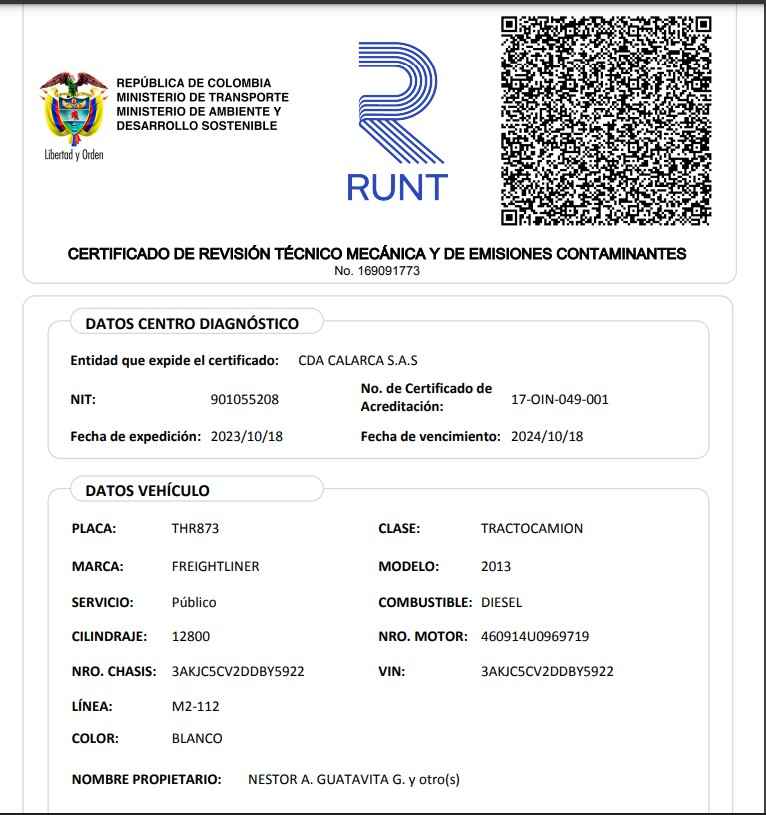 REPÚBLICA DE COLOMBIA
MINISTERIO DE TRANSPORTE
MINISTERIO DE AMBIENTE Y
DESARROLLO SOSTENIBLE
Libertad y Orden
RUNT
CERTIFICADO DE REVISIÓN TÉCNICO MECÁNICA Y DE EMISIONES CONTAMINANTES
No. 169091773
DATOS CENTRO DIAGNÓSTICO
Entidad que expide el certificado: CDA CALARCA S.A.S
NIT: 901055208 No. de Certificado de Acreditación: 17-OIN-049-001
Fecha de expedición: 2023/10/18 Fecha de vencimiento: 2024/10/18
DATOS VEHÍCULO
PLACA: THR873 CLASE: TRACTOCAMION
MARCA: FREIGHTLINER MODELO: 2013
SERVICIO: Público COMBUSTIBLE: DIESEL
CILINDRAJE: 12800 NRO. MOTOR: 460914U0969719
NRO. CHASIS: 3AKJC5CV2DDBY5922 VIN: 3AKJC5CV2DDBY5922
LÍNEA: M2-112
COLOR: BLANCO
NOMBRE PROPIETARIO: NESTOR A. GUATAVITA G. y otro(s)